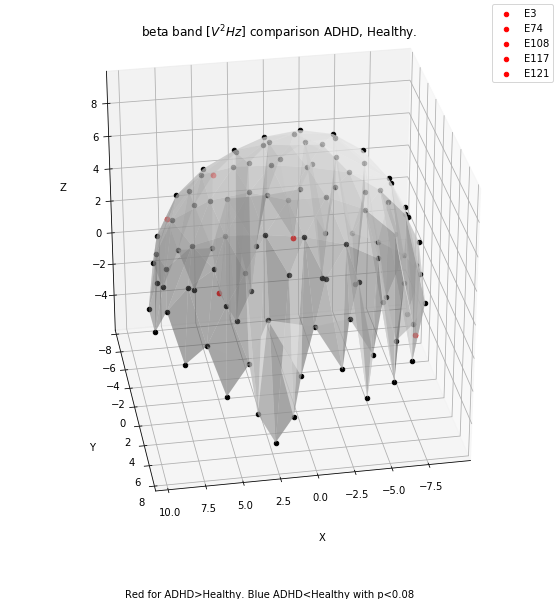 beta band [V²Hz] comparison ADHD, Healthy.
E3
E74
E108
E117
E121
Z
8
6
4
2
0
−2
−4
Y
−8
−6
−4
−2
0
2
4
6
8
10.0
7.5
5.0
2.5
0.0
−2.5
−5.0
−7.5
X
Red for ADHD>Healthy. Blue ADHD<Healthy with p<0.08